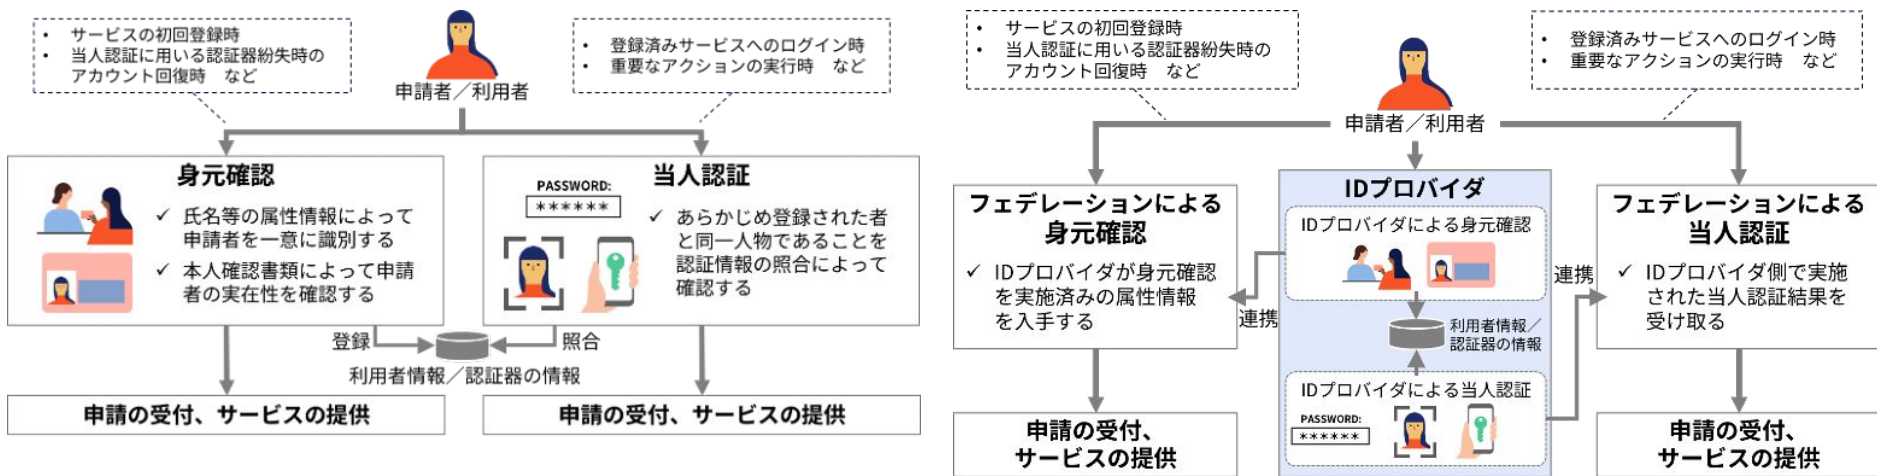 • サービスの初回登録時
• 当人認証に用いる認証器紛失時の
アカウント回復時 など
• 登録済みサービスへのログイン時
• 重要なアクションの実行時 など
申請者／利用者
身元確認
✓ 氏名等の属性情報によって
申請者を一意に識別する
✓ 本人確認書類によって申請
者の実在性を確認する
当人認証
PASSWORD:
******
✓ あらかじめ登録された者
と同一人物であることを
認証情報の照合によって
確認する
登録
照合
利用者情報／認証器の情報
申請の受付、サービスの提供
申請の受付、サービスの提供
• サービスの初回登録時
• 当人認証に用いる認証器紛失時の
アカウント回復時 など
• 登録済みサービスへのログイン時
• 重要なアクションの実行時 など
申請者／利用者
フェデレーションによる
身元確認
✓ IDプロバイダが身元確認
を実施済みの属性情報
を入手する
連携
IDプロバイダ
IDプロバイダによる身元確認
利用者情報／
認証器の情報
IDプロバイダによる当人認証
PASSWORD:
******
連携
フェデレーションによる
当人認証
✓ IDプロバイダ側で実施
された当人認証結果を
受け取る
申請の受付、
サービスの提供
申請の受付、
サービスの提供